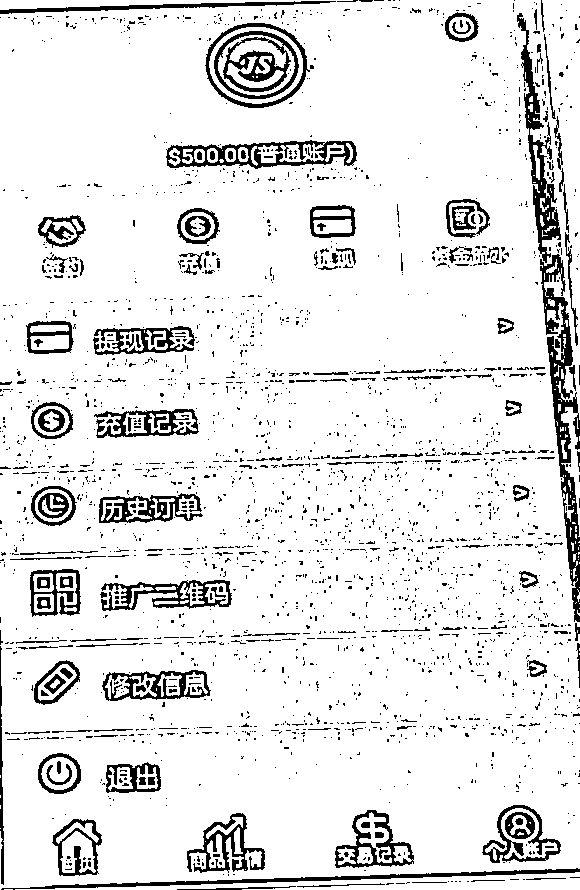 JS
$500.00(普通账户)
签约 充值 提现 资金流水
提现记录
充值记录
历史订单
推广二维码
修改信息
退出
首页 商品行情 交易记录 个人账户